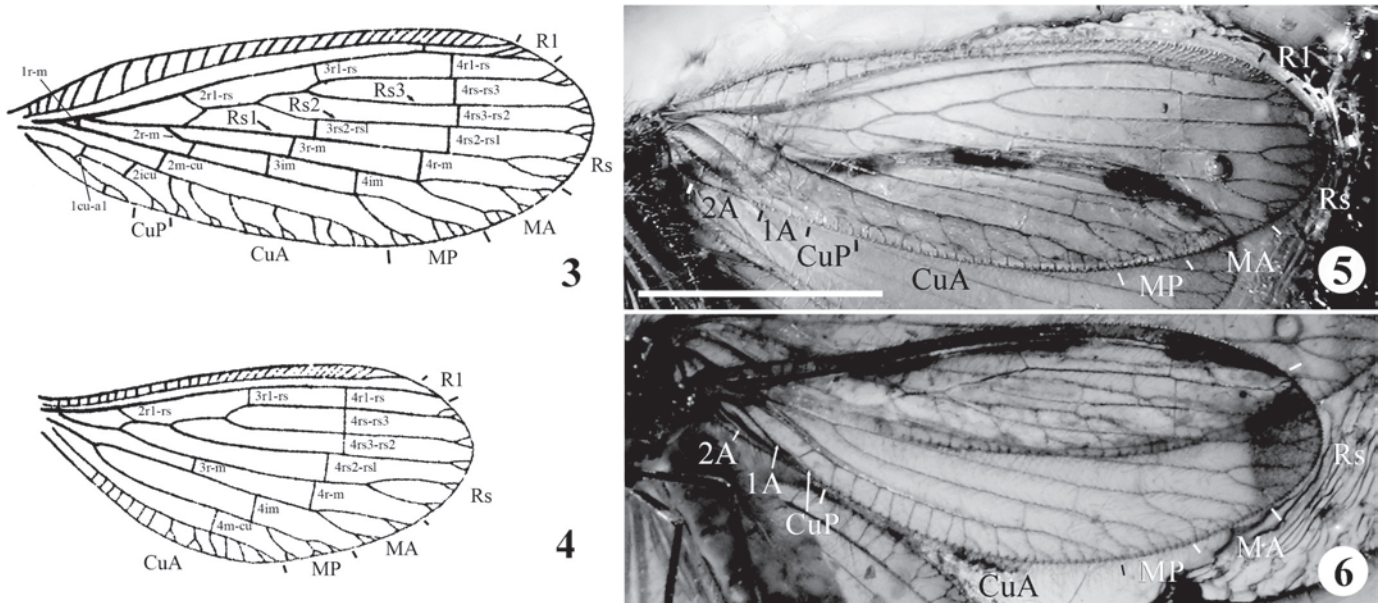 1r-m
2r1-rs
3r1-rs
4r1-rs
R1
Rs3
4rs-rs3
Rs2
Rs1
3rs2-rs1
4rs3-rs2
4rs2-rs1
2r-m
3r-m
4r-m
Rs
2m-cu
3im
4im
2icu
1cu-a1
CuP
CuA
MP
MA
3
2r1-rs
3r1-rs
4r1-rs
R1
4rs-rs3
4rs3-rs2
3r-m
4rs2-rs1
4r-m
Rs
4im
4m-cu
CuA
MP
MA
4
R1
Rs
2A
1A
CuP
CuA
MP
MA
5
2A
1A
CuP
CuA
MP
MA
Rs
6